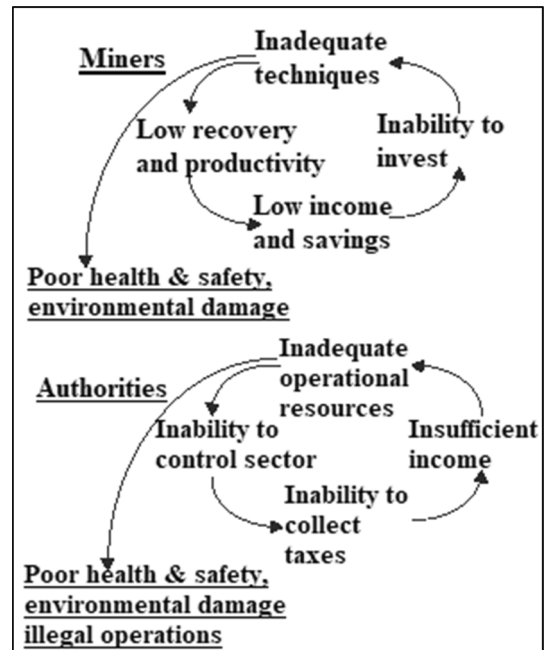 Miners
Inadequate
techniques
Low recovery
and productivity
Inability to
invest
Low income
and savings
Poor health & safety,
environmental damage
Authorities
Inadequate
operational
resources
Inability to
control sector
Insufficient
income
Inability to
collect
taxes
Poor health & safety,
environmental damage
illegal operations